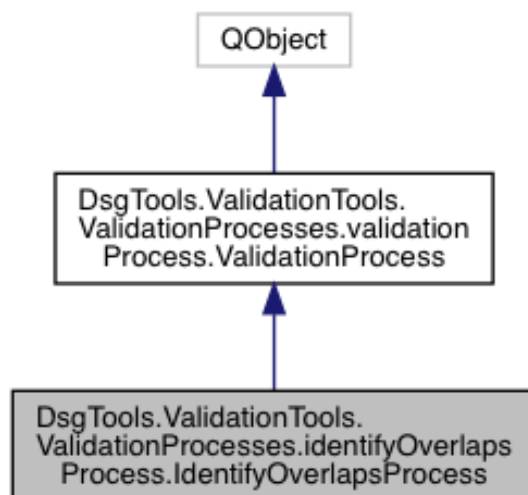 QObject
DsgTools.ValidationTools.
ValidationProcesses.validation
Process.ValidationProcess
DsgTools.ValidationTools.
ValidationProcesses.identifyOverlaps
Process.IdentifyOverlapsProcess